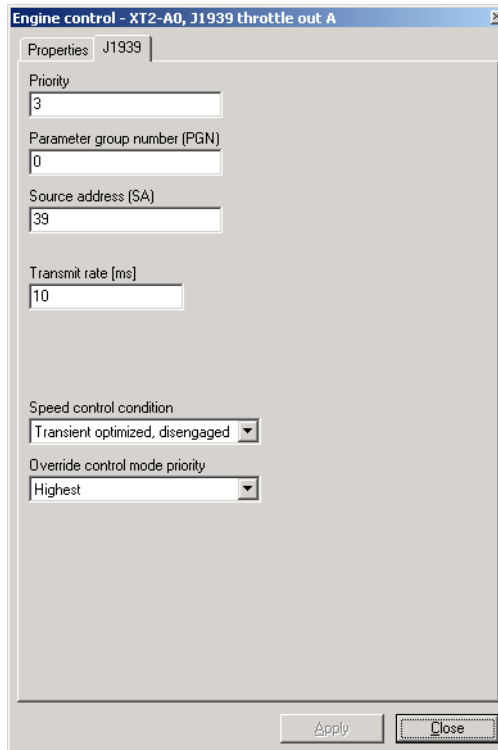 Engine control - XT2-A0, J1939 throttle out A
Properties
J1939
Priority
3
Parameter group number (PGN)
0
Source address (SA)
39
Transmit rate [ms]
10
Speed control condition
Transient optimized, disengaged
Override control mode priority
Highest
Apply
Close